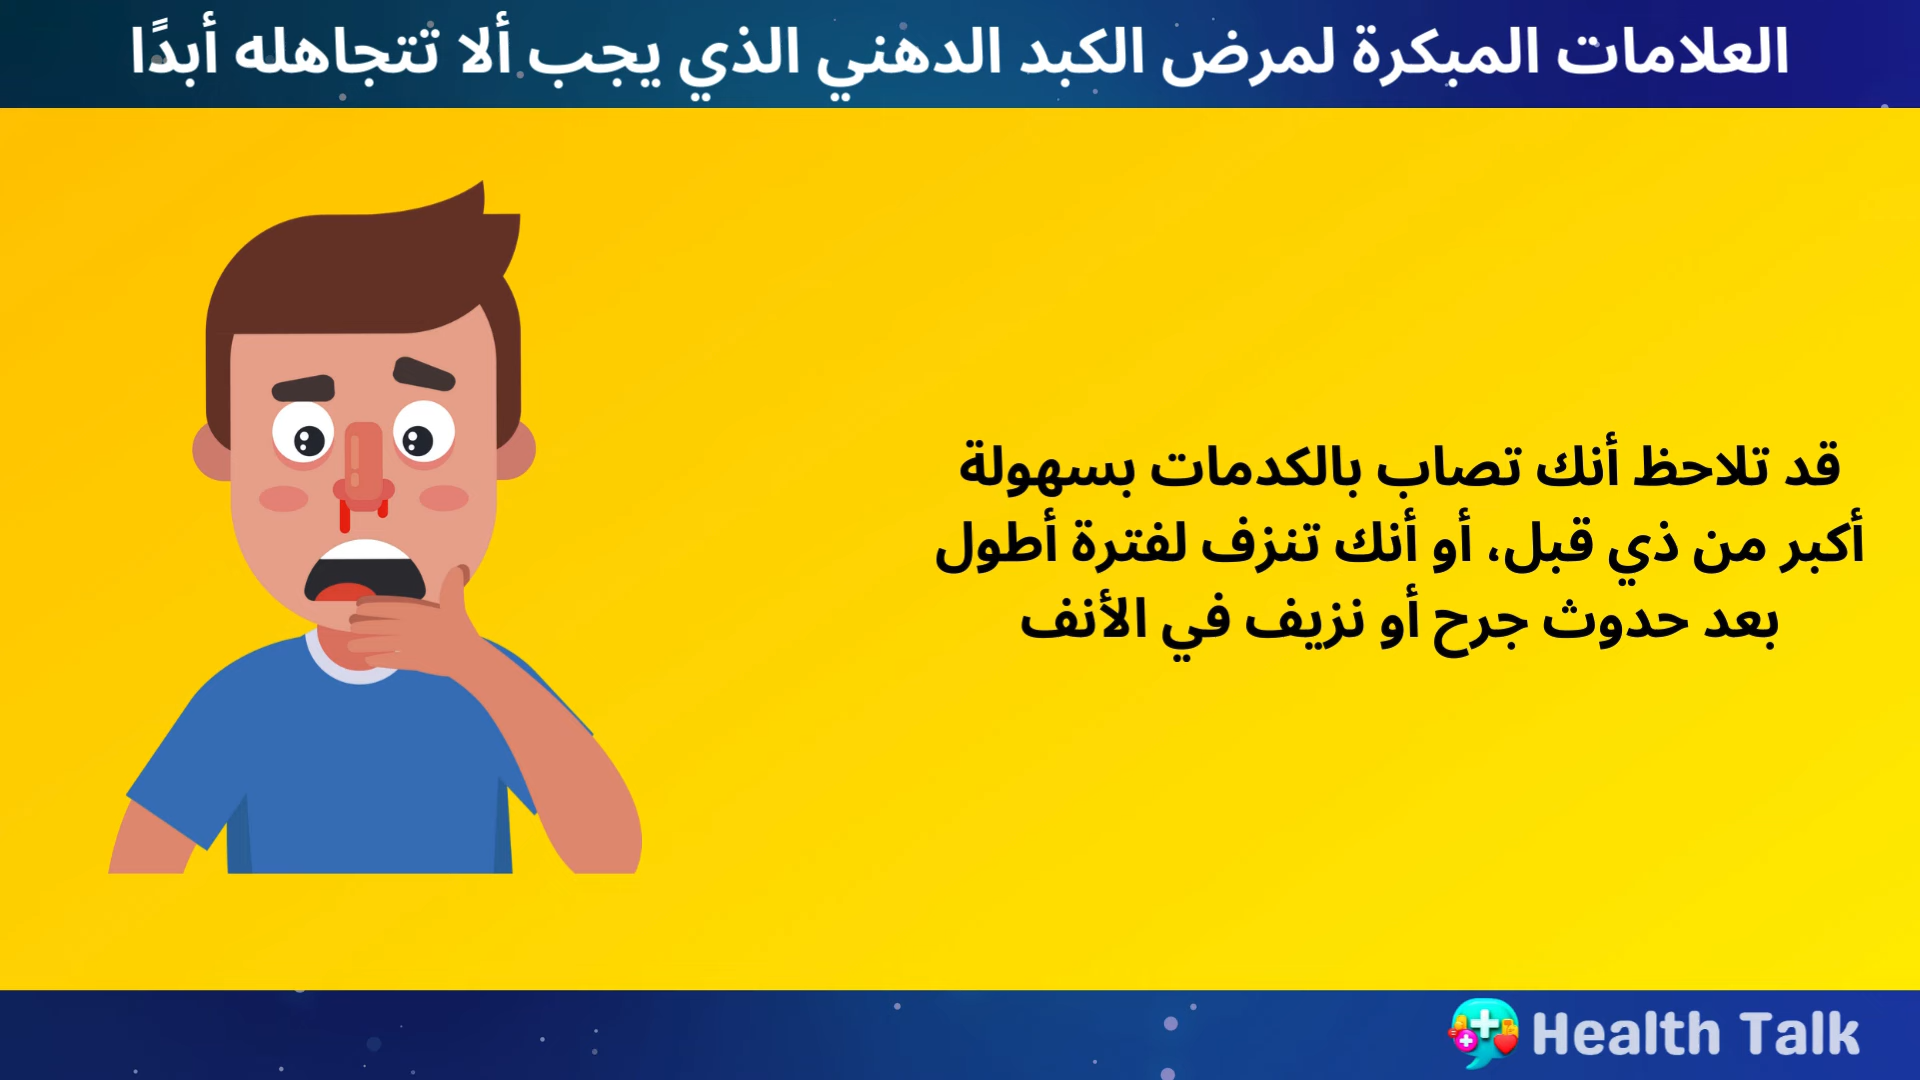 العلامات المبكرة لمرض الكبد الدهني الذي يجب ألا تتجاهله أبدًا
قد تلاحظ أنك تصاب بالكدمات بسهولة
أكبر من ذي قبل، أو أنك تنزف لفترة أطول
بعد حدوث جرح أو نزيف في الأنف
Health Talk